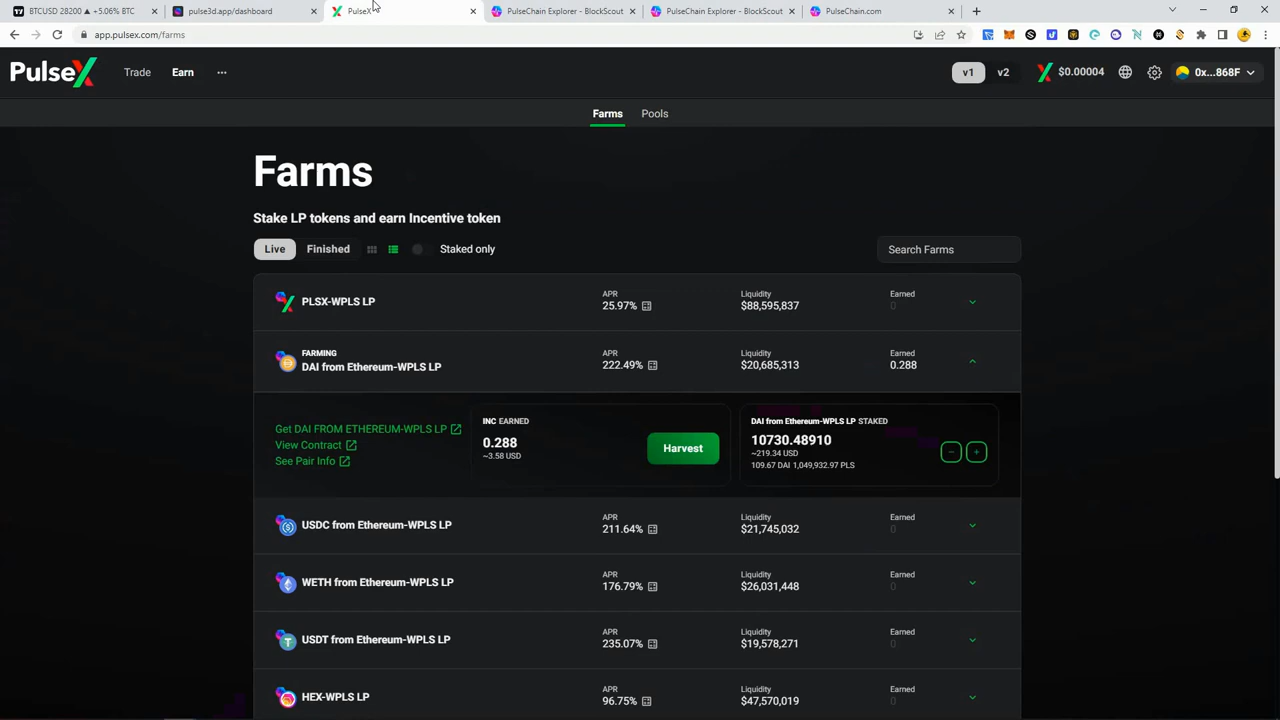 BTCUSD 28200 ▲ +5.06% BTC
pulse3d.app/dashboard
PulseX
PulseChain Explorer - BlockScout
PulseChain Explorer - BlockScout
PulseChain.com
app.pulsex.com/farms
PulseX
Trade
Earn
v1
v2
$0.00004
0x...868F
Farms
Pools
Farms
Stake LP tokens and earn Incentive token
Live
Finished
Staked only
Search Farms
PLSX-WPLS LP
APR
25.97%
Liquidity
$88,595,837
Earned
0
FARMING
DAI from Ethereum-WPLS LP
APR
222.49%
Liquidity
$20,685,313
Earned
0.288
Get DAI FROM ETHEREUM-WPLS LP
View Contract
See Pair Info
INC EARNED
0.288
~3.58 USD
Harvest
DAI from Ethereum-WPLS LP STAKED
10730.48910
~219.34 USD
109.67 DAI 1,049,932.97 PLS
USDC from Ethereum-WPLS LP
APR
211.64%
Liquidity
$21,745,032
Earned
0
WETH from Ethereum-WPLS LP
APR
176.79%
Liquidity
$26,031,448
Earned
0
USDT from Ethereum-WPLS LP
APR
235.07%
Liquidity
$19,578,271
Earned
0
HEX-WPLS LP
APR
96.75%
Liquidity
$47,570,019
Earned
0